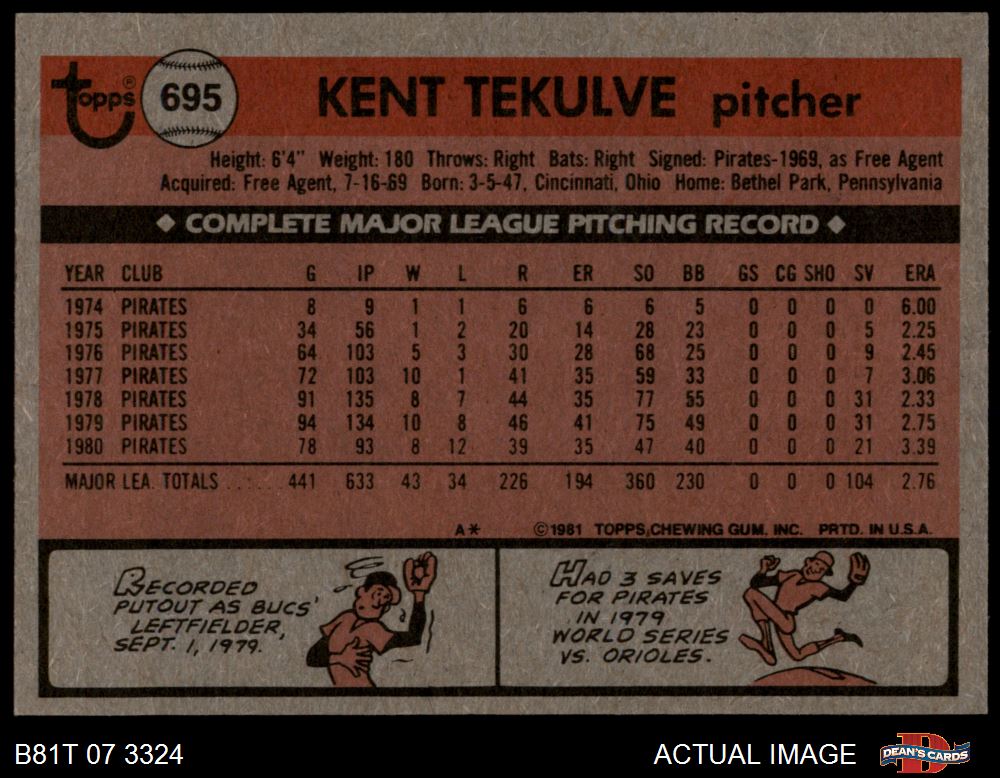 Topps® 695 KENT TEKULVE pitcher
Height: 6'4" Weight: 180 Throws: Right Bats: Right Signed: Pirates-1969, as Free Agent
Acquired: Free Agent, 7-16-69 Born: 3-5-47, Cincinnati, Ohio Home: Bethel Park, Pennsylvania
◆ COMPLETE MAJOR LEAGUE PITCHING RECORD ◆
YEAR CLUB G IP W L R ER SO BB GS CG SHO SV ERA
1974 PIRATES 8 9 1 1 6 6 6 5 0 0 0 0 6.00
1975 PIRATES 34 56 1 2 20 14 28 23 0 0 0 5 2.25
1976 PIRATES 64 103 5 3 30 28 68 25 0 0 0 9 2.45
1977 PIRATES 72 103 10 1 41 35 59 33 0 0 0 7 3.06
1978 PIRATES 91 135 8 7 44 35 77 55 0 0 0 31 2.33
1979 PIRATES 94 134 10 8 46 41 75 49 0 0 0 31 2.75
1980 PIRATES 78 93 8 12 39 35 47 40 0 0 0 21 3.39
MAJOR LEA. TOTALS ...... 441 633 43 34 226 194 360 230 0 0 0 104 2.76
A* ©1981 TOPPS CHEWING GUM, INC. PRTD. IN U.S.A.
RECORDED
PUTOUT AS BUCS'
LEFTFIELDER,
SEPT. 1, 1979.
HAD 3 SAVES
FOR PIRATES
IN 1979
WORLD SERIES
VS. ORIOLES.
B81T 07 3324 ACTUAL IMAGE DEAN'S CARDS